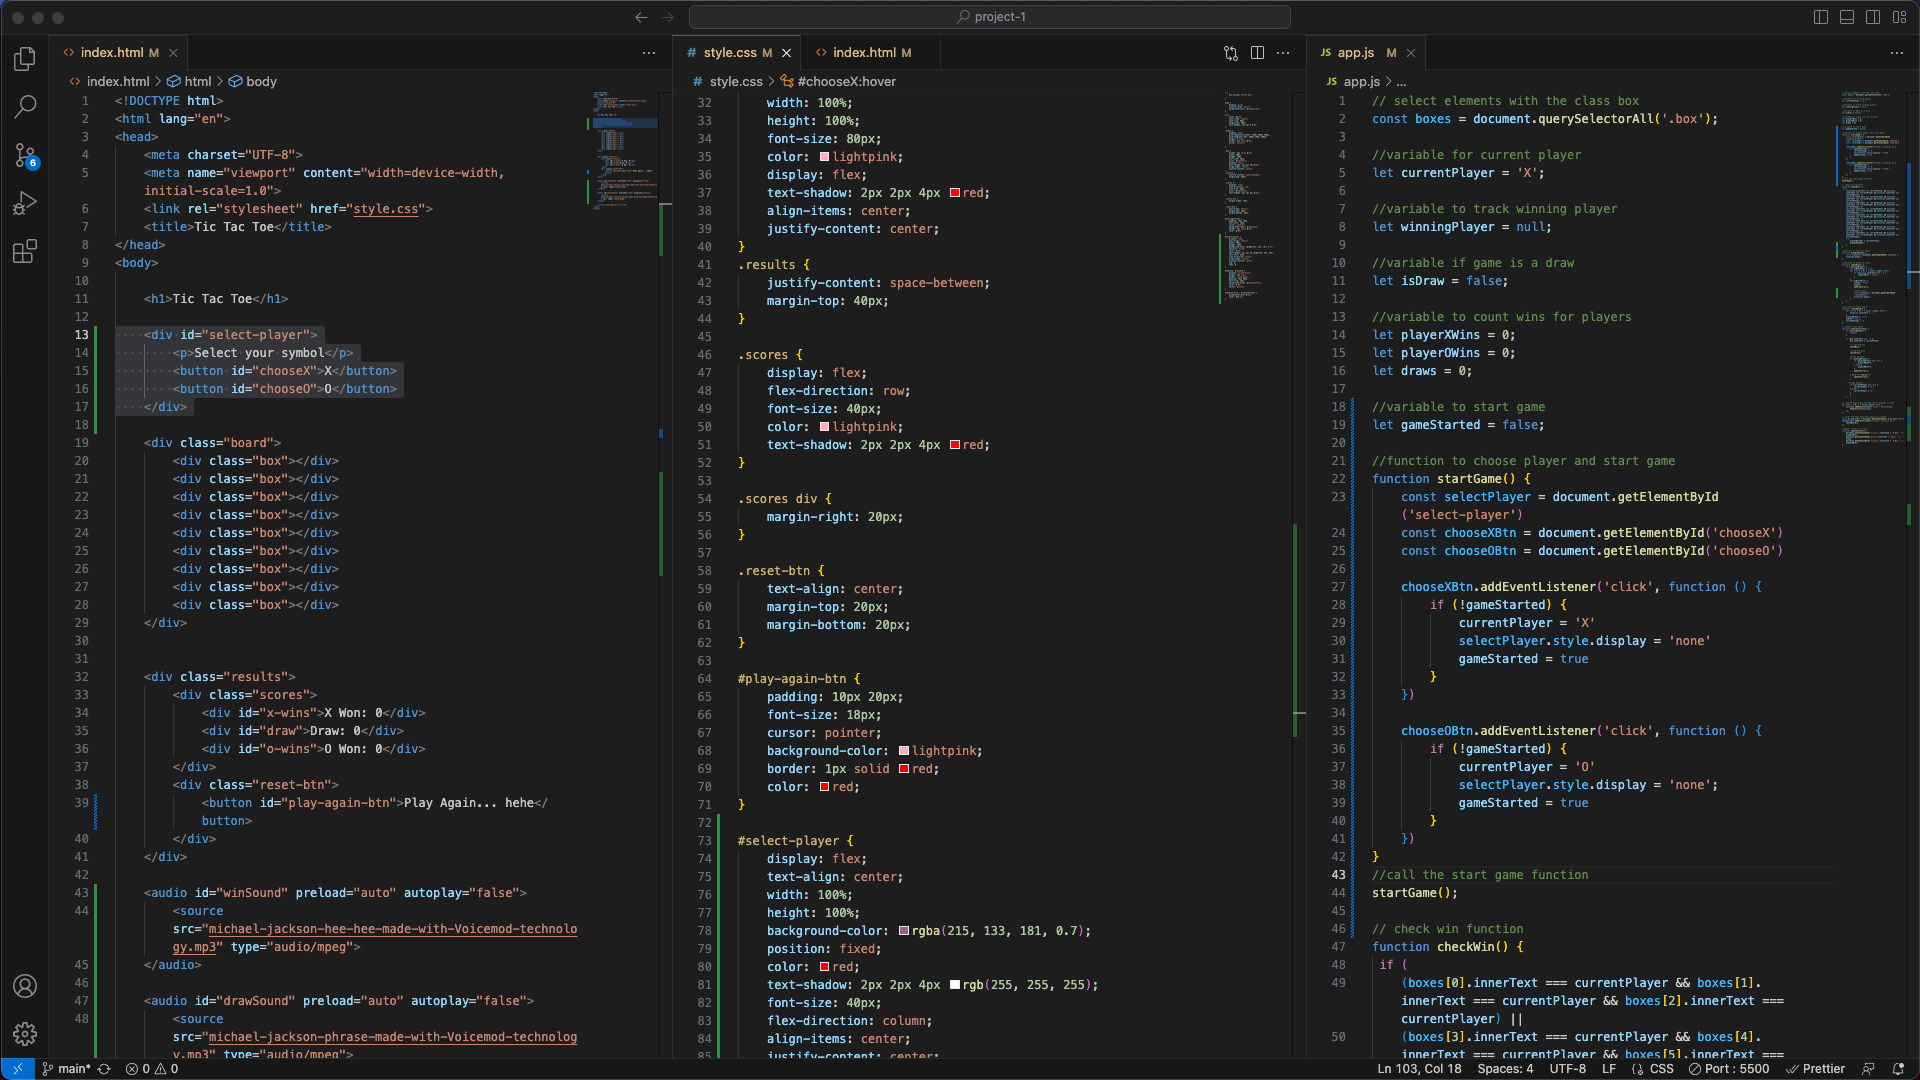 project-1
index.html M
index.html > html > body
1 <!DOCTYPE html>
2 <html lang="en">
3 <head>
4 <meta charset="UTF-8">
5 <meta name="viewport" content="width=device-width,
initial-scale=1.0">
6 <link rel="stylesheet" href="style.css">
7 <title>Tic Tac Toe</title>
8 </head>
9 <body>
10
11 <h1>Tic Tac Toe</h1>
12
13 <div id="select-player">
14 <p>Select your symbol</p>
15 <button id="chooseX">X</button>
16 <button id="chooseO">O</button>
17 </div>
18
19 <div class="board">
20 <div class="box"></div>
21 <div class="box"></div>
22 <div class="box"></div>
23 <div class="box"></div>
24 <div class="box"></div>
25 <div class="box"></div>
26 <div class="box"></div>
27 <div class="box"></div>
28 <div class="box"></div>
29 </div>
30
31
32 <div class="results">
33 <div class="scores">
34 <div id="x-wins">X Won: 0</div>
35 <div id="draw">Draw: 0</div>
36 <div id="o-wins">O Won: 0</div>
37 </div>
38 <div class="reset-btn">
39 <button id="play-again-btn">Play Again... hehe</
button>
40 </div>
41 </div>
42
43 <audio id="winSound" preload="auto" autoplay="false">
44 <source
src="michael-jackson-hee-hee-made-with-Voicemod-technolo
gy.mp3" type="audio/mpeg">
45 </audio>
46
47 <audio id="drawSound" preload="auto" autoplay="false">
48 <source
src="michael-jackson-phrase-made-with-Voicemod-technolog
y.mp3" type="audio/mpeg">
# style.css M
index.html M
# style.css > #chooseX:hover
32 width: 100%;
33 height: 100%;
34 font-size: 80px;
35 color: lightpink;
36 display: flex;
37 text-shadow: 2px 2px 4px red;
38 align-items: center;
39 justify-content: center;
40 }
41 .results {
42 justify-content: space-between;
43 margin-top: 40px;
44 }
45
46 .scores {
47 display: flex;
48 flex-direction: row;
49 font-size: 40px;
50 color: lightpink;
51 text-shadow: 2px 2px 4px red;
52 }
53
54 .scores div {
55 margin-right: 20px;
56 }
57
58 .reset-btn {
59 text-align: center;
60 margin-top: 20px;
61 margin-bottom: 20px;
62 }
63
64 #play-again-btn {
65 padding: 10px 20px;
66 font-size: 18px;
67 cursor: pointer;
68 background-color: lightpink;
69 border: 1px solid red;
70 color: red;
71 }
72
73 #select-player {
74 display: flex;
75 text-align: center;
76 width: 100%;
77 height: 100%;
78 background-color: rgba(215, 133, 181, 0.7);
79 position: fixed;
80 color: red;
81 text-shadow: 2px 2px 4px rgb(255, 255, 255);
82 font-size: 40px;
83 flex-direction: column;
84 align-items: center;
85 justify-content: center;
JS app.js M
JS app.js > ...
1 // select elements with the class box
2 const boxes = document.querySelectorAll('.box');
3
4 //variable for current player
5 let currentPlayer = 'X';
6
7 //variable to track winning player
8 let winningPlayer = null;
9
10 //variable if game is a draw
11 let isDraw = false;
12
13 //variable to count wins for players
14 let playerXWins = 0;
15 let playerOWins = 0;
16 let draws = 0;
17
18 //variable to start game
19 let gameStarted = false;
20
21 //function to choose player and start game
22 function startGame() {
23 const selectPlayer = document.getElementById
('select-player')
24 const chooseXBtn = document.getElementById('chooseX')
25 const chooseOBtn = document.getElementById('chooseO')
26
27 chooseXBtn.addEventListener('click', function () {
28 if (!gameStarted) {
29 currentPlayer = 'X'
30 selectPlayer.style.display = 'none'
31 gameStarted = true
32 }
33 })
34
35 chooseOBtn.addEventListener('click', function () {
36 if (!gameStarted) {
37 currentPlayer = 'O'
38 selectPlayer.style.display = 'none';
39 gameStarted = true
40 }
41 })
42 }
43 //call the start game function
44 startGame();
45
46 // check win function
47 function checkWin() {
48 if (
49 (boxes[0].innerText === currentPlayer && boxes[1].
innerText === currentPlayer && boxes[2].innerText ===
currentPlayer) ||
50 (boxes[3].innerText === currentPlayer && boxes[4].
innerText === currentPlayer && boxes[5].innerText ===
6
main* 0 0
Ln 103, Col 18 Spaces: 4 UTF-8 LF {} CSS Port : 5500 Prettier